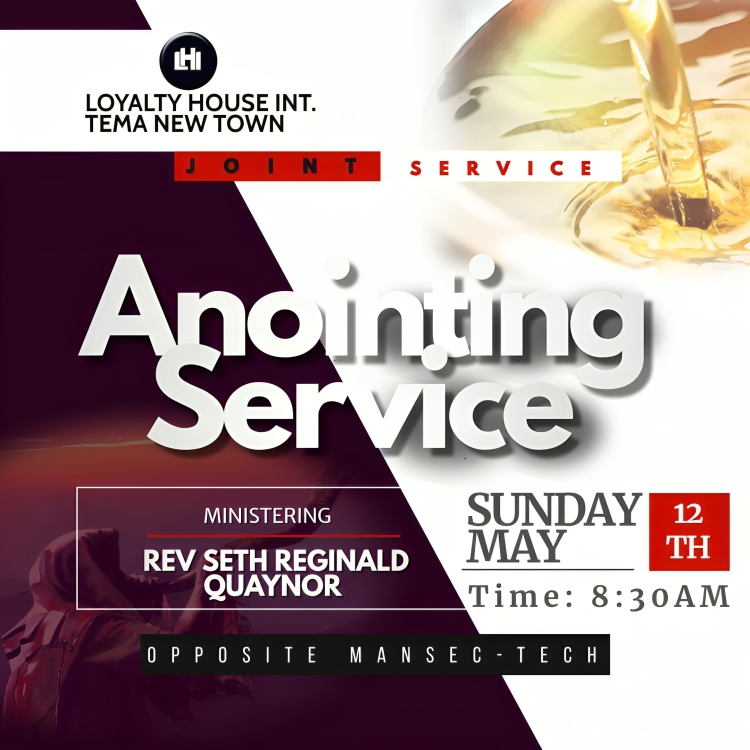 LHI
LOYALTY HOUSE INT.
TEMA NEW TOWN
JOINT SERVICE
Anointing
Service
MINISTERING
REV SETH REGINALD
QUAYNOR
SUNDAY
MAY
12
TH
Time: 8:30AM
OPPOSITE MANSEC-TECH